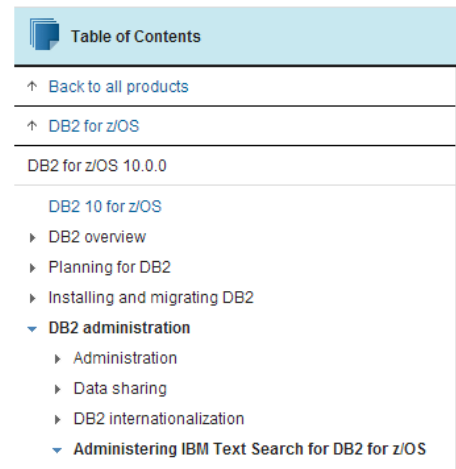 Table of Contents
Back to all products
DB2 for z/OS
DB2 for z/OS 10.0.0
DB2 10 for z/OS
DB2 overview
Planning for DB2
Installing and migrating DB2
DB2 administration
Administration
Data sharing
DB2 internationalization
Administering IBM Text Search for DB2 for z/OS